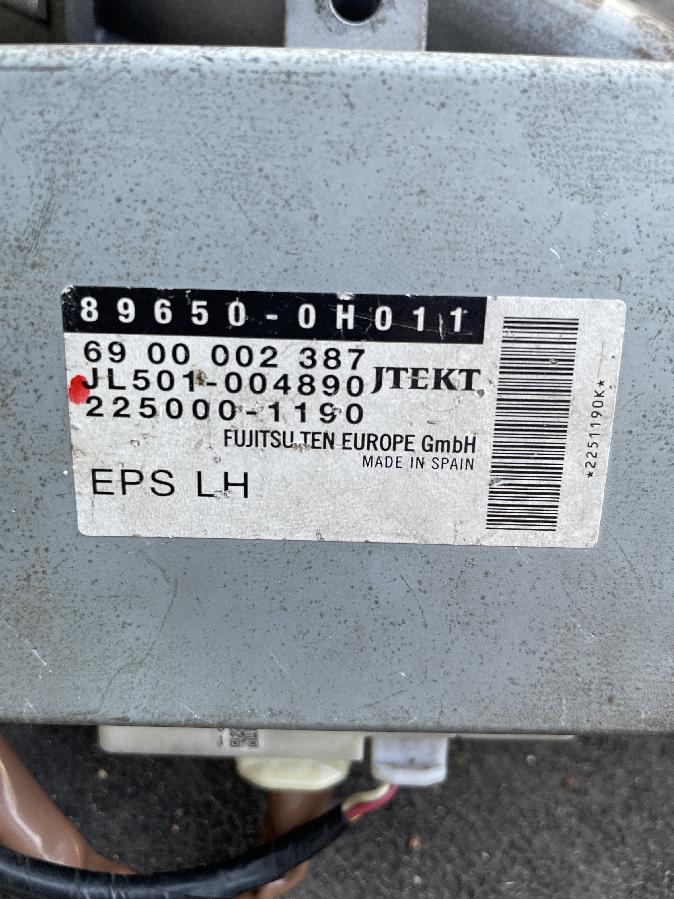 89650-0H011
69 00 002 387
JL501-004890 JTEKT
225000-1190
FUJITSU TEN EUROPE GmbH
MADE IN SPAIN
EPS LH
*2251190K*